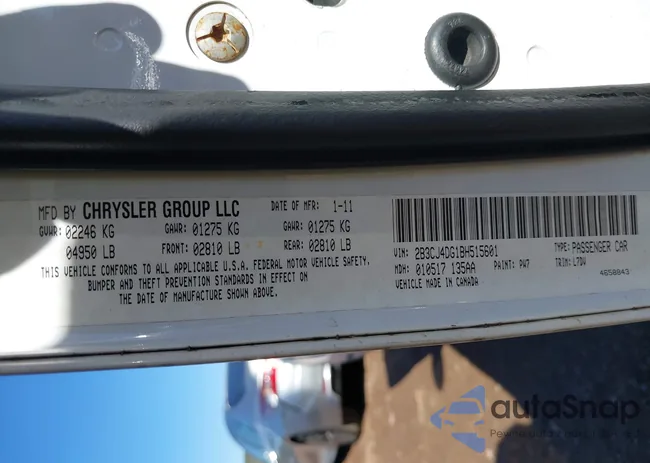 MFD BY CHRYSLER GROUP LLC DATE OF MFR: 1-11
GVWR: 02246 KG GAWR: 01275 KG GAWR: 01275 KG
04950 LB FRONT: 02810 LB REAR: 02810 LB
THIS VEHICLE CONFORMS TO ALL APPLICABLE U.S.A. FEDERAL MOTOR VEHICLE SAFETY,
BUMPER AND THEFT PREVENTION STANDARDS IN EFFECT ON
THE DATE OF MANUFACTURE SHOWN ABOVE.
VIN: 2B3CJ4DG1BH515601 TYPE: PASSENGER CAR
MDH: 010517 135AA PAINT: PW7 TRIM: L7DV
VEHICLE MADE IN CANADA 4658843
autoSnap